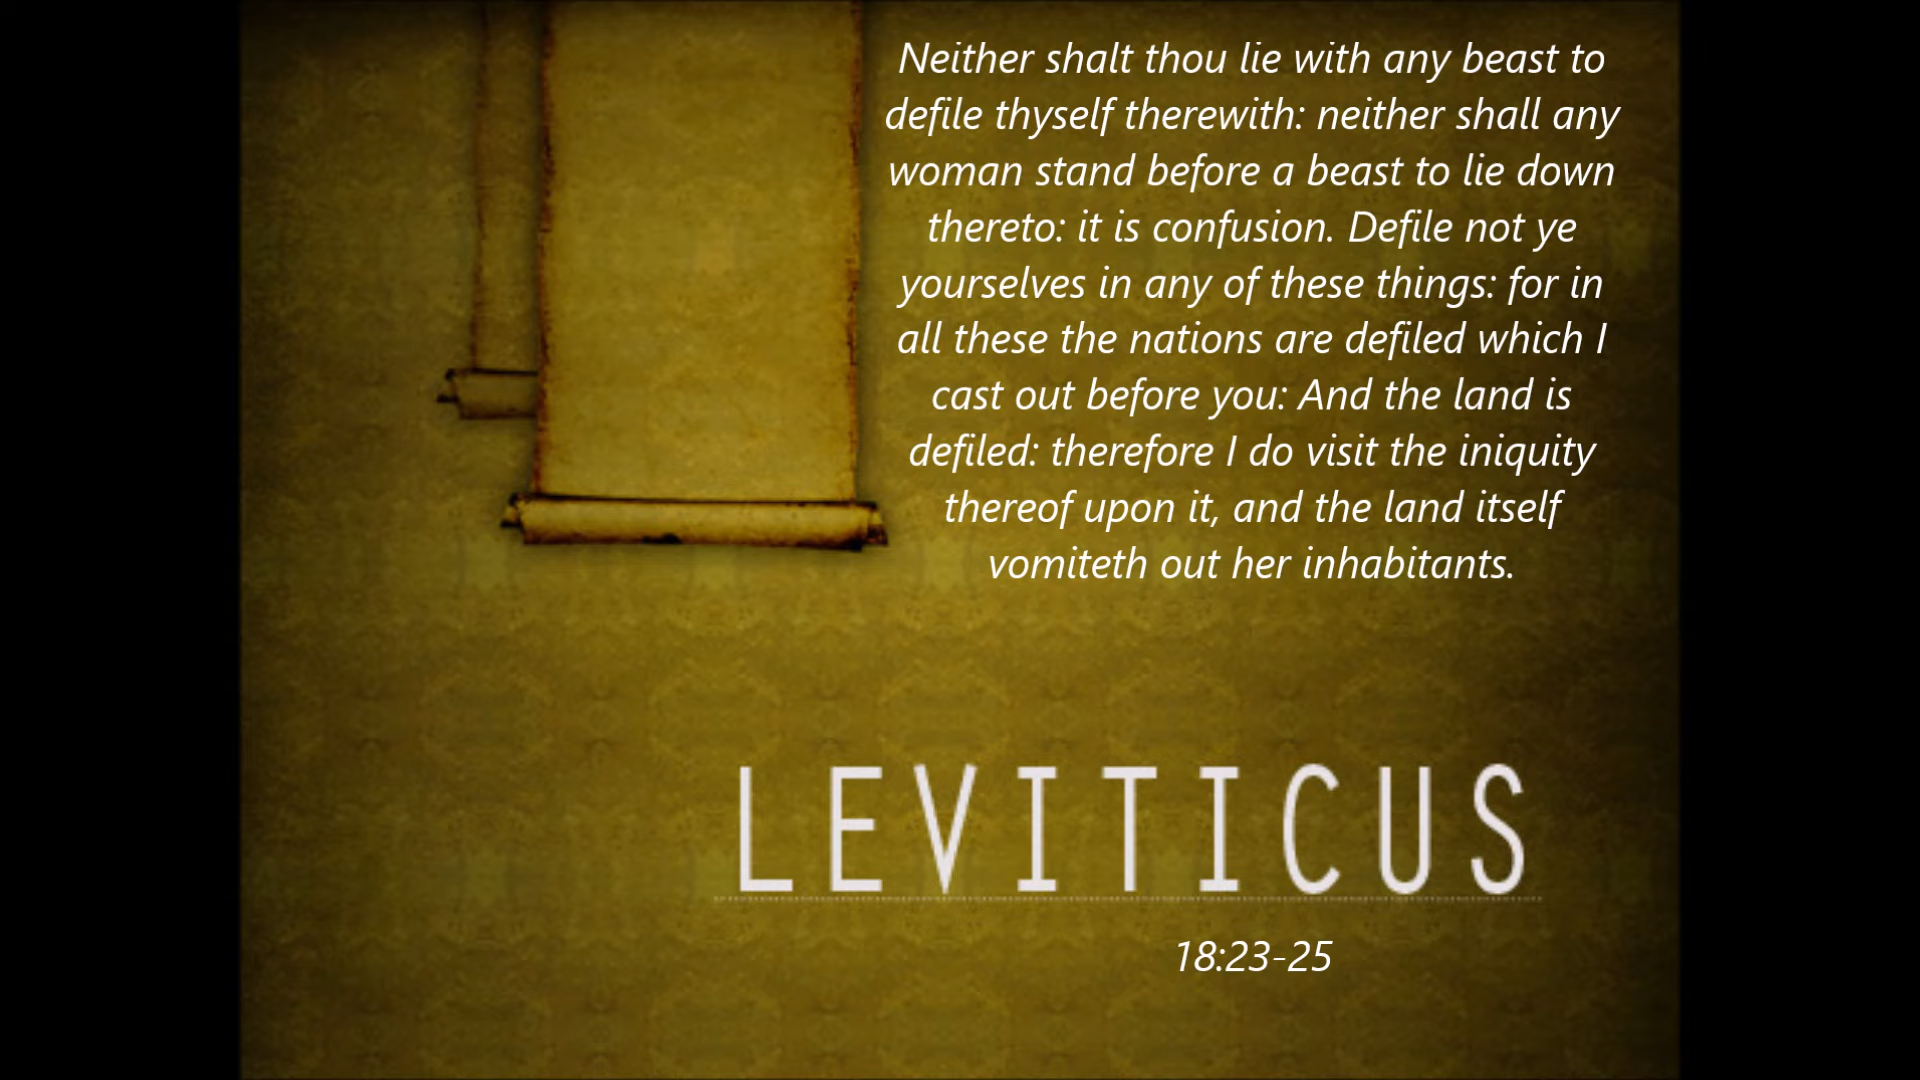 Neither shalt thou lie with any beast to
defile thyself therewith: neither shall any
woman stand before a beast to lie down
thereto: it is confusion. Defile not ye
yourselves in any of these things: for in
all these the nations are defiled which I
cast out before you: And the land is
defiled: therefore I do visit the iniquity
thereof upon it, and the land itself
vomiteth out her inhabitants.
LEVITICUS
18:23-25